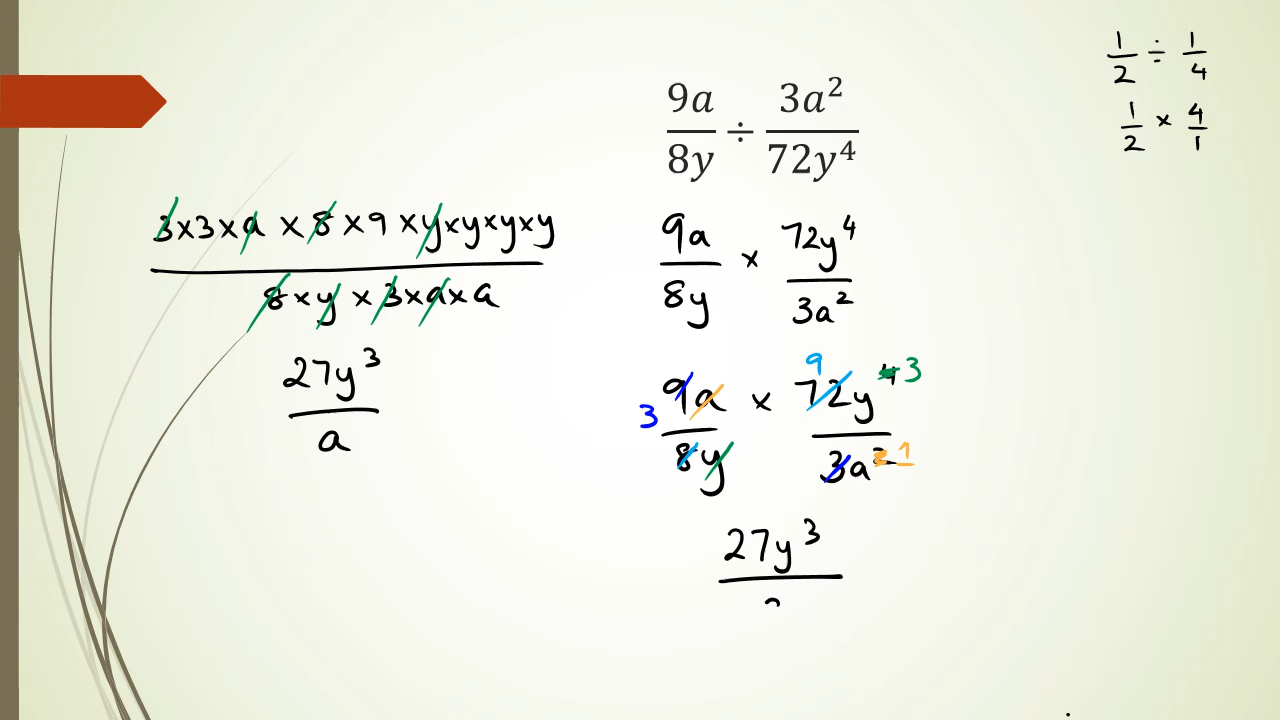 9a/8y ÷ 3a²/72y⁴
1/2 ÷ 1/4
1/2 × 4/1
3×3×a × 8×9×y×y×y×y
8×y × 3×a×a
27y³
a
9a/8y × 72y⁴/3a²
9 3
3 9a/8y × 72y⁴/3a² 1
27y³